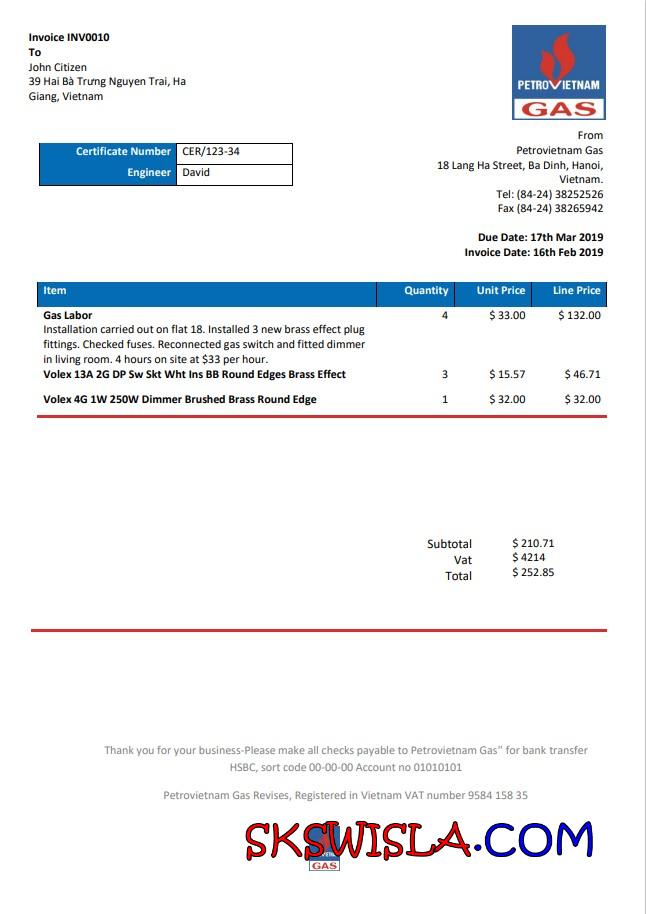 Invoice INV0010
To
John Citizen
39 Hai Bà Trưng Nguyen Trai, Ha
Giang, Vietnam
PETROVIETNAM
GAS
From
Petrovietnam Gas
18 Lang Ha Street, Ba Dinh, Hanoi,
Vietnam.
Tel: (84-24) 38252526
Fax (84-24) 38265942
Certificate Number CER/123-34
Engineer David
Due Date: 17th Mar 2019
Invoice Date: 16th Feb 2019
Item Quantity Unit Price Line Price
Gas Labor 4 $ 33.00 $ 132.00
Installation carried out on flat 18. Installed 3 new brass effect plug
fittings. Checked fuses. Reconnected gas switch and fitted dimmer
in living room. 4 hours on site at $33 per hour.
Volex 13A 2G DP Sw Skt Wht Ins BB Round Edges Brass Effect 3 $ 15.57 $ 46.71
Volex 4G 1W 250W Dimmer Brushed Brass Round Edge 1 $ 32.00 $ 32.00
Subtotal $ 210.71
Vat $ 4214
Total $ 252.85
Thank you for your business-Please make all checks payable to Petrovietnam Gas" for bank transfer
HSBC, sort code 00-00-00 Account no 01010101
Petrovietnam Gas Revises, Registered in Vietnam VAT number 9584 158 35
SKSWISLA.COM
GAS